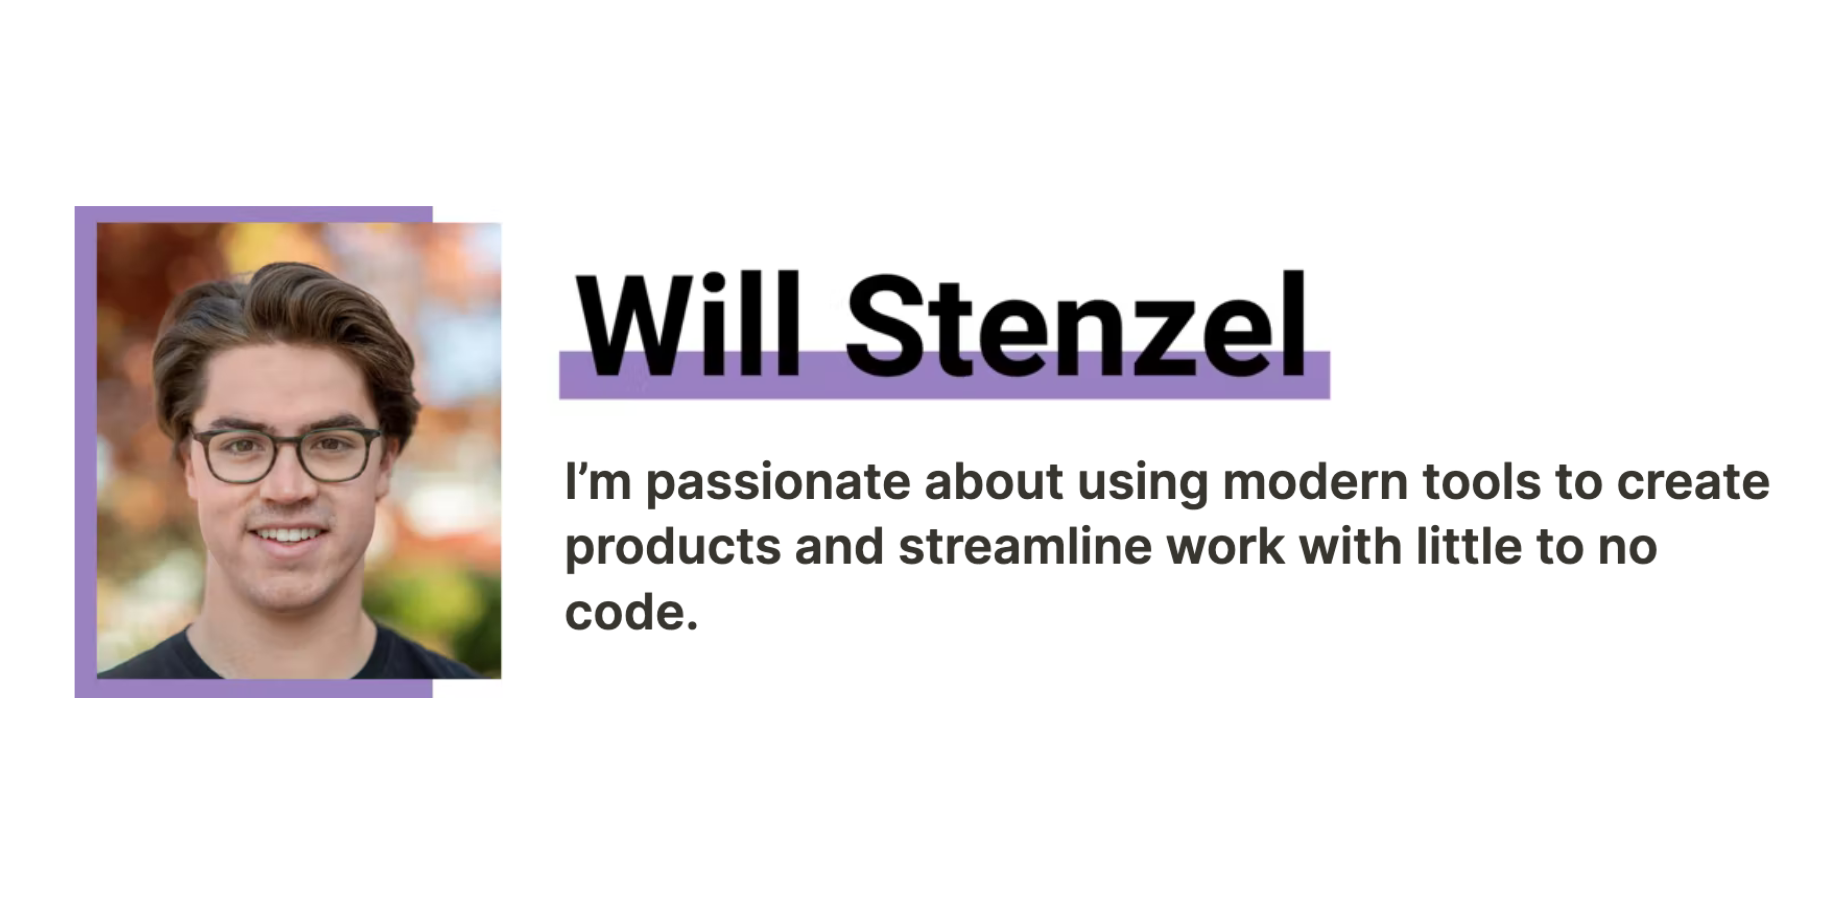 Will Stenzel
I’m passionate about using modern tools to create
products and streamline work with little to no
code.